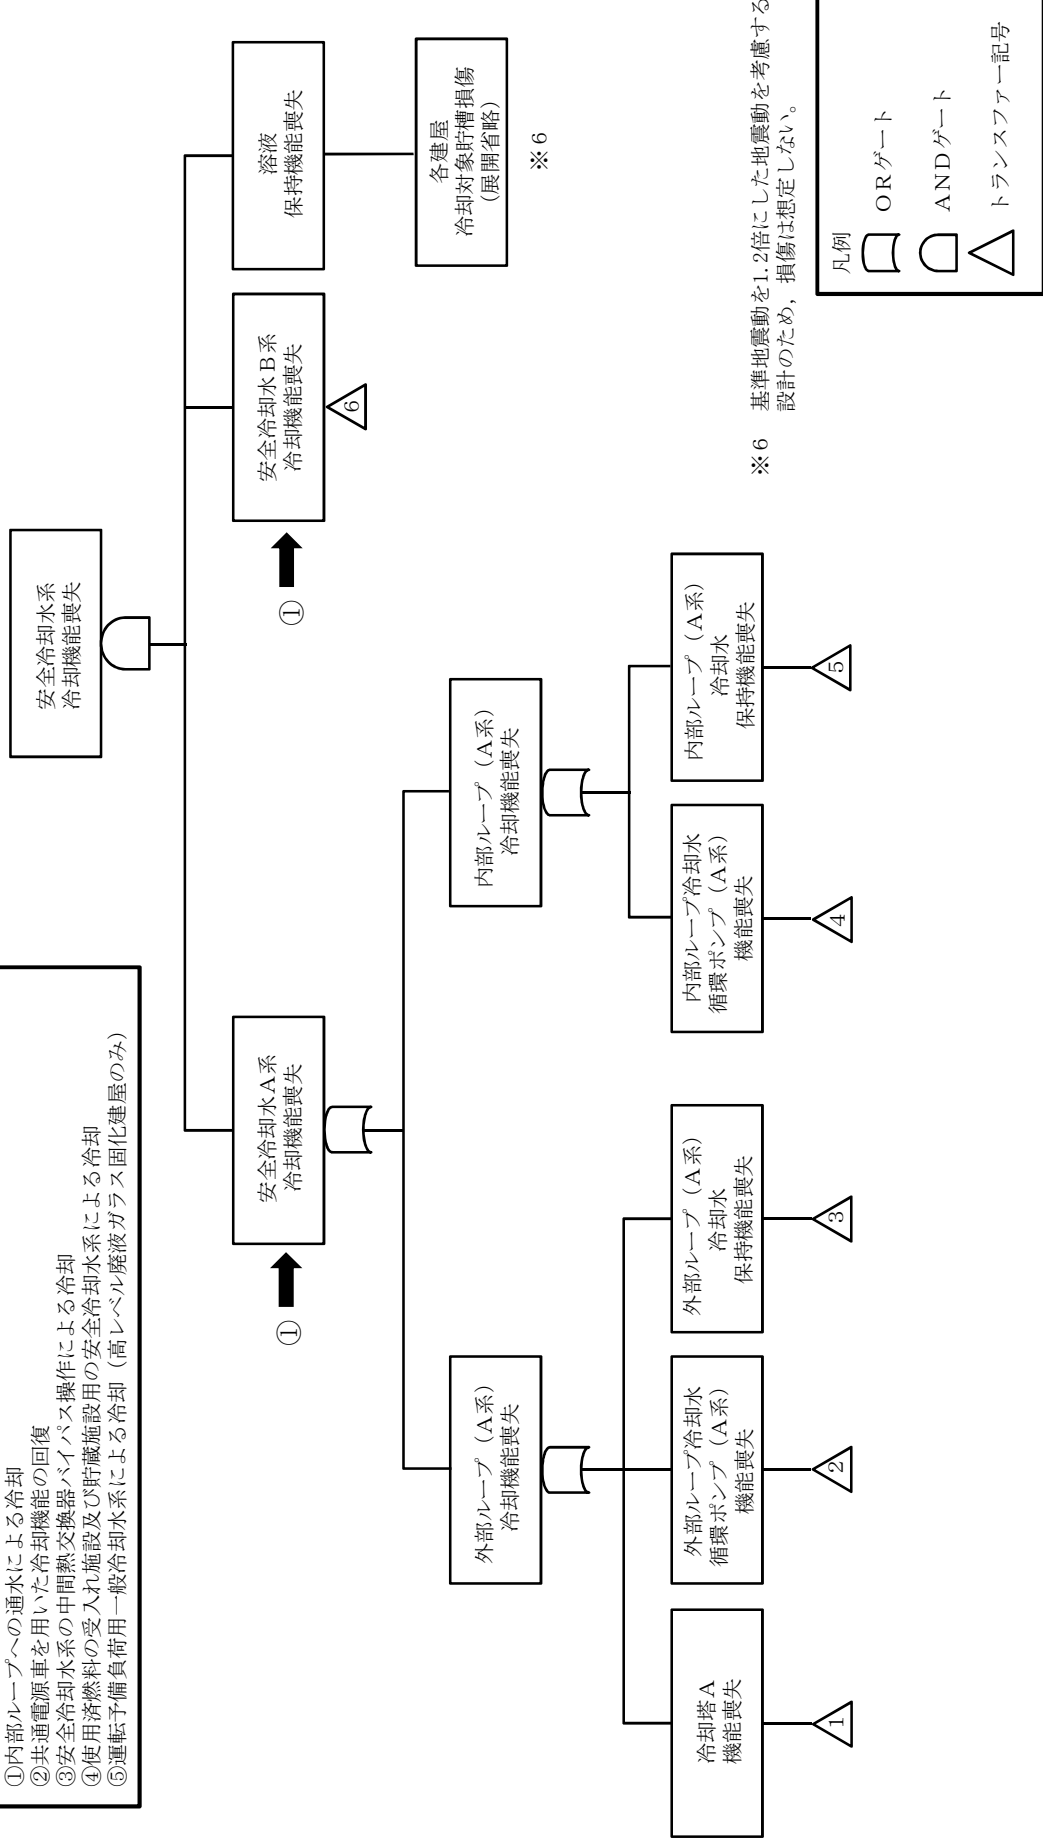 ①内部ループへの通水による冷却
②共通電源車を用いた冷却機能の回復
③安全冷却水系の中間熱交換器バイパス操作による冷却
④使用済燃料の受入れ施設及び貯蔵施設用の安全冷却水系による冷却
⑤運転予備負荷用一般冷却水系による冷却（高レベル廃液ガラス固化建屋のみ）
安全冷却水系
冷却機能喪失
①
安全冷却水A系
冷却機能喪失
①
安全冷却水B系
冷却機能喪失
6
溶液
保持機能喪失
各建屋
冷却対象貯槽損傷
(展開省略)
※6
外部ループ（A系）
冷却機能喪失
内部ループ（A系）
冷却機能喪失
冷却塔A
機能喪失
1
外部ループ冷却水
循環ポンプ（A系）
機能喪失
2
外部ループ（A系）
冷却水
保持機能喪失
3
内部ループ冷却水
循環ポンプ（A系）
機能喪失
4
内部ループ（A系）
冷却水
保持機能喪失
5
※6 基準地震動を1.2倍にした地震動を考慮する
設計のため，損傷は想定しない。
凡例
ORゲート
ANDゲート
トランスファー記号